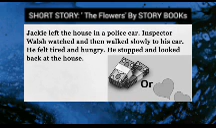 SHORT STORY: ' The Flowers' By STORY BOOKs
Jackie left the house in a police car. Inspector
Walsh watched and then walked slowly to his car.
He felt tired and hungry. He stopped and looked
back at the house.
Or